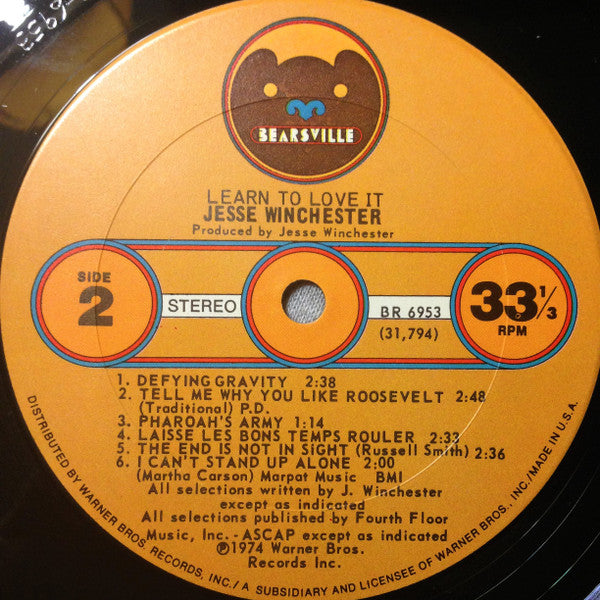 BEARSVILLE
LEARN TO LOVE IT
JESSE WINCHESTER
Produced by Jesse Winchester
SIDE
2
STEREO
BR 6953
(31,794)
33 1/3
RPM
1. DEFYING GRAVITY 2:38
2. TELL ME WHY YOU LIKE ROOSEVELT 2:48
(Traditional) P.D.
3. PHAROAH'S ARMY 1:14
4. LAISSE LES BONS TEMPS ROULER 2:33
5. THE END IS NOT IN SIGHT (Russell Smith) 2:36
6. I CAN'T STAND UP ALONE 2:00
(Martha Carson) Marpat Music BMI
All selections written by J. Winchester
except as indicated
All selections published by Fourth Floor
Music, Inc. - ASCAP except as indicated
℗1974 Warner Bros.
Records Inc.
DISTRIBUTED BY WARNER BROS. RECORDS, INC./A SUBSIDIARY AND LICENSEE OF WARNER BROS., INC./MADE IN U.S.A.